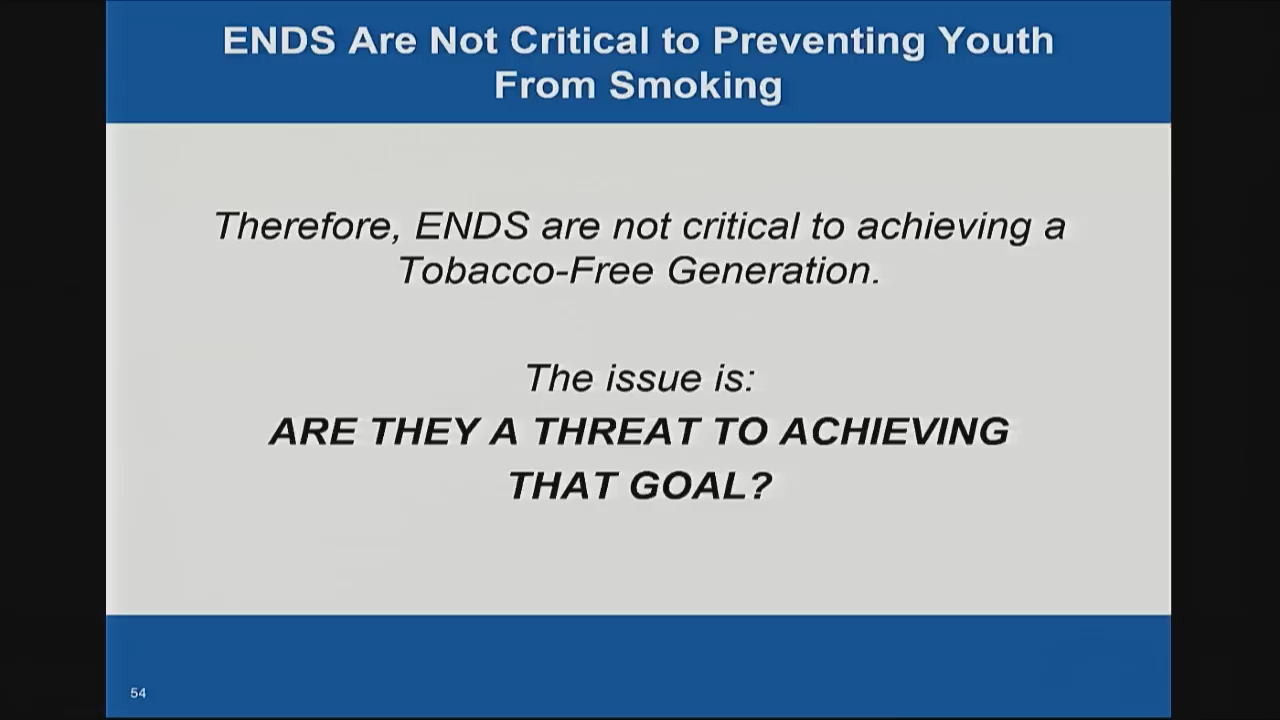 ENDS Are Not Critical to Preventing Youth
From Smoking
Therefore, ENDS are not critical to achieving a
Tobacco-Free Generation.
The issue is:
ARE THEY A THREAT TO ACHIEVING
THAT GOAL?
54